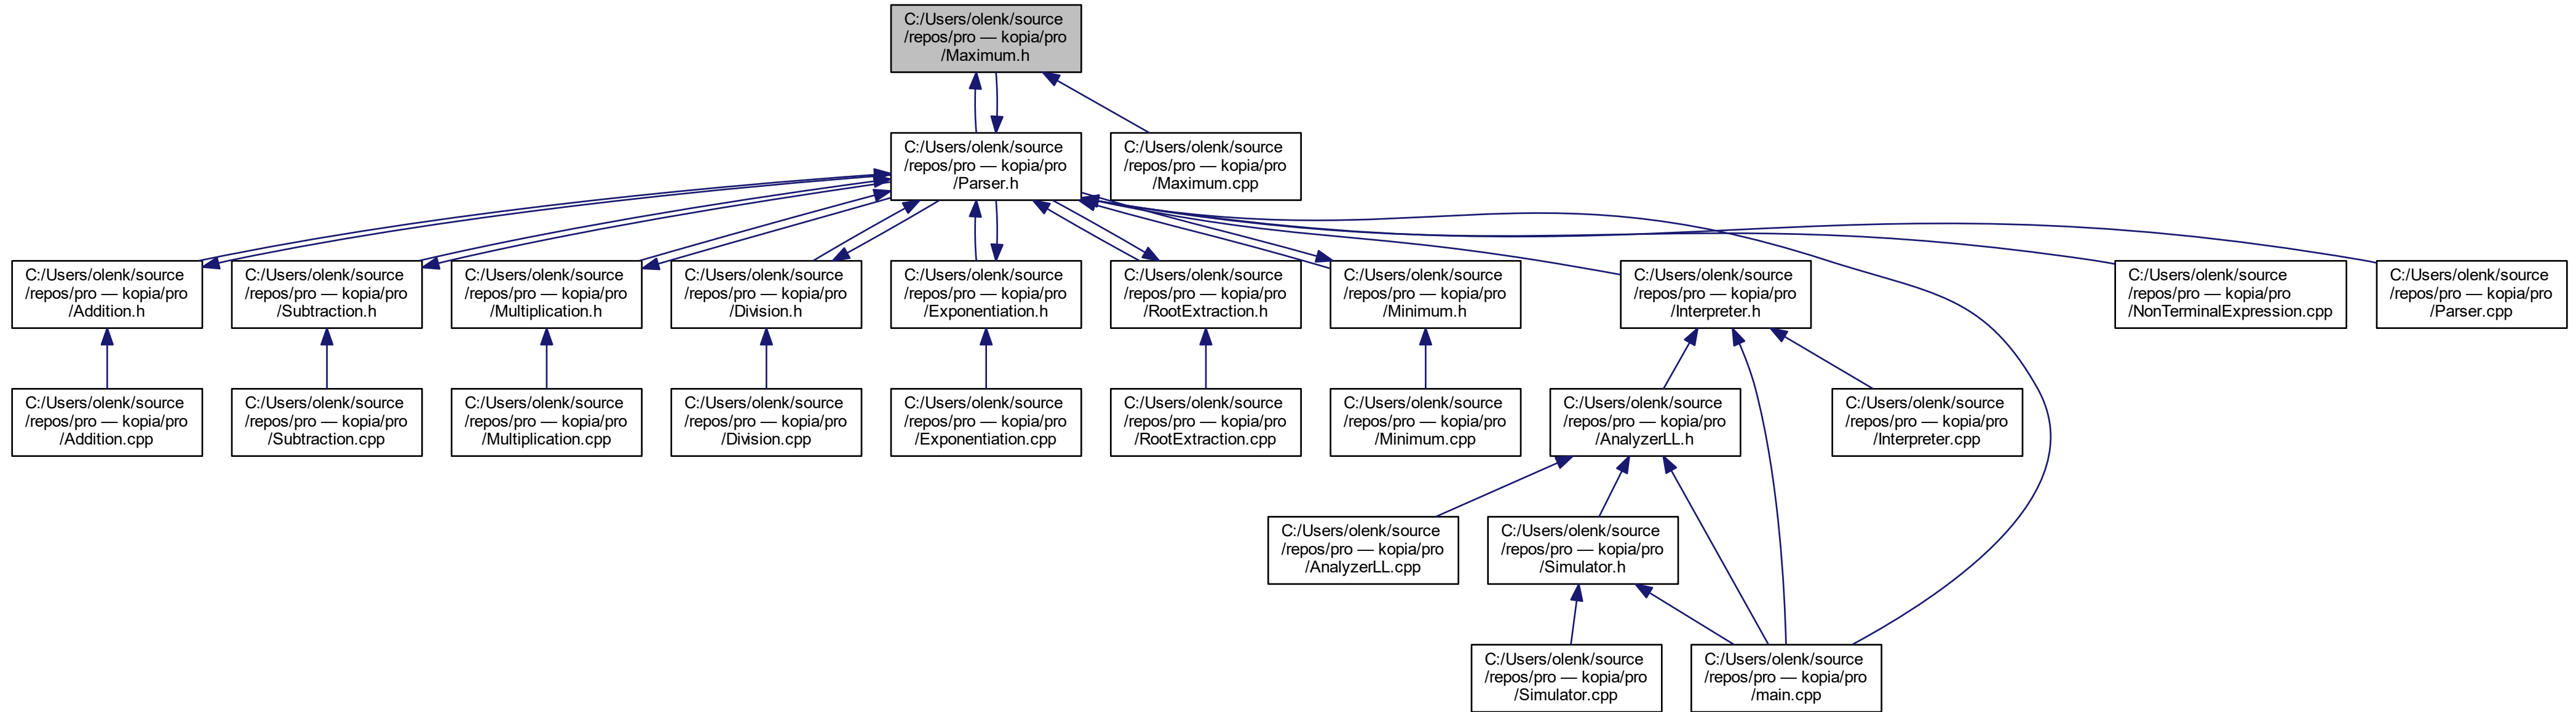 C:/Users/olenk/source
/repos/pro — kopia/pro
/Maximum.h
C:/Users/olenk/source
/repos/pro — kopia/pro
/Parser.h
C:/Users/olenk/source
/repos/pro — kopia/pro
/Maximum.cpp
C:/Users/olenk/source
/repos/pro — kopia/pro
/Addition.h
C:/Users/olenk/source
/repos/pro — kopia/pro
/Subtraction.h
C:/Users/olenk/source
/repos/pro — kopia/pro
/Multiplication.h
C:/Users/olenk/source
/repos/pro — kopia/pro
/Division.h
C:/Users/olenk/source
/repos/pro — kopia/pro
/Exponentiation.h
C:/Users/olenk/source
/repos/pro — kopia/pro
/RootExtraction.h
C:/Users/olenk/source
/repos/pro — kopia/pro
/Minimum.h
C:/Users/olenk/source
/repos/pro — kopia/pro
/Interpreter.h
C:/Users/olenk/source
/repos/pro — kopia/pro
/NonTerminalExpression.cpp
C:/Users/olenk/source
/repos/pro — kopia/pro
/Parser.cpp
C:/Users/olenk/source
/repos/pro — kopia/pro
/Addition.cpp
C:/Users/olenk/source
/repos/pro — kopia/pro
/Subtraction.cpp
C:/Users/olenk/source
/repos/pro — kopia/pro
/Multiplication.cpp
C:/Users/olenk/source
/repos/pro — kopia/pro
/Division.cpp
C:/Users/olenk/source
/repos/pro — kopia/pro
/Exponentiation.cpp
C:/Users/olenk/source
/repos/pro — kopia/pro
/RootExtraction.cpp
C:/Users/olenk/source
/repos/pro — kopia/pro
/Minimum.cpp
C:/Users/olenk/source
/repos/pro — kopia/pro
/AnalyzerLL.h
C:/Users/olenk/source
/repos/pro — kopia/pro
/Interpreter.cpp
C:/Users/olenk/source
/repos/pro — kopia/pro
/AnalyzerLL.cpp
C:/Users/olenk/source
/repos/pro — kopia/pro
/Simulator.h
C:/Users/olenk/source
/repos/pro — kopia/pro
/Simulator.cpp
C:/Users/olenk/source
/repos/pro — kopia/pro
/main.cpp